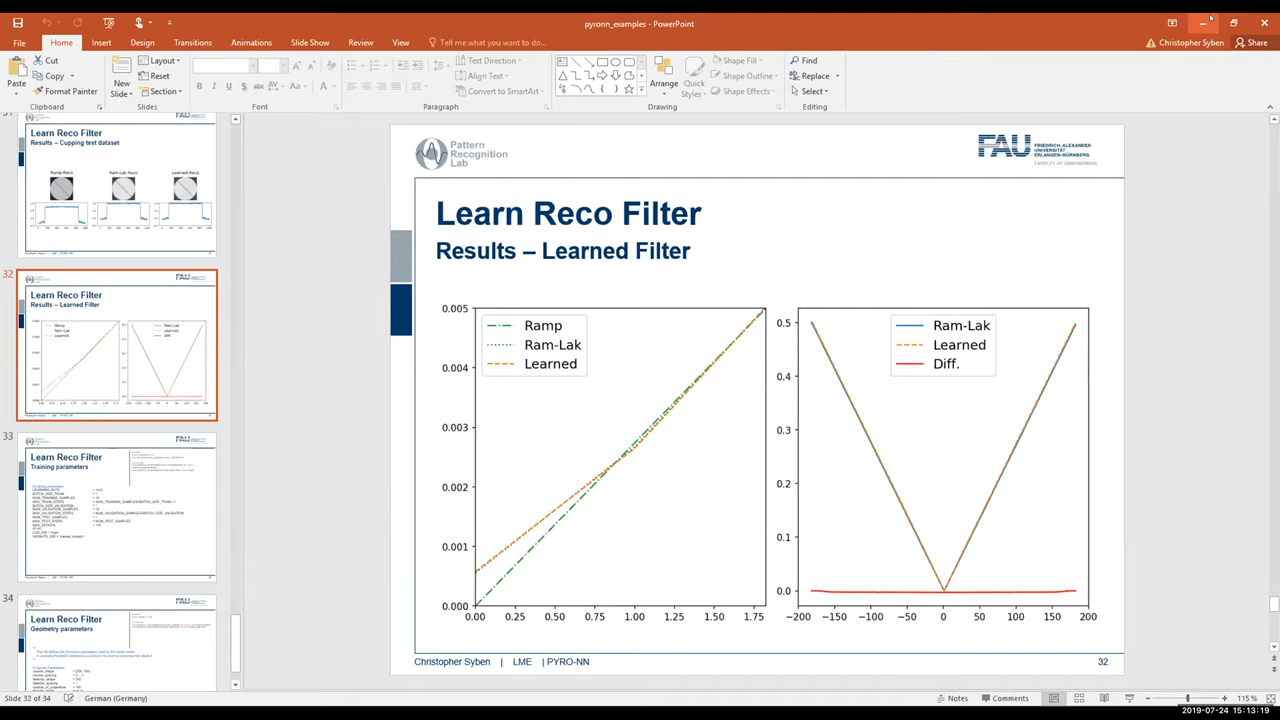 pyronn_examples - PowerPoint
File Home Insert Design Transitions Animations Slide Show Review View Tell me what you want to do... Christopher Syben Share
Paste
Cut
Copy
Format Painter
Clipboard
New Slide
Layout
Reset
Section
Slides
Font
Text Direction
Align Text
Convert to SmartArt
Paragraph
Arrange
Quick Styles
Shape Fill
Shape Outline
Shape Effects
Drawing
Find
Replace
Select
Editing
Learn Reco Filter
Results – Cupping test dataset
32
Learn Reco Filter
Results – Learned Filter
33
Learn Reco Filter
Training parameters
34
Learn Reco Filter
Geometry parameters
Pattern
Recognition
Lab
FAU
FRIEDRICH-ALEXANDER
UNIVERSITÄT
ERLANGEN-NÜRNBERG
FACULTY OF ENGINEERING
Learn Reco Filter
Results – Learned Filter
Ramp
Ram-Lak
Learned
0.005
0.004
0.003
0.002
0.001
0.000
0.00 0.25 0.50 0.75 1.00 1.25 1.50 1.75
Ram-Lak
Learned
Diff.
0.5
0.4
0.3
0.2
0.1
0.0
−200 −150 −100 −50 0 50 100 150 200
Christopher Syben | LME | PYRO-NN 32
Slide 32 of 34 German (Germany) Notes Comments 115 %
2019-07-24 15:13:19